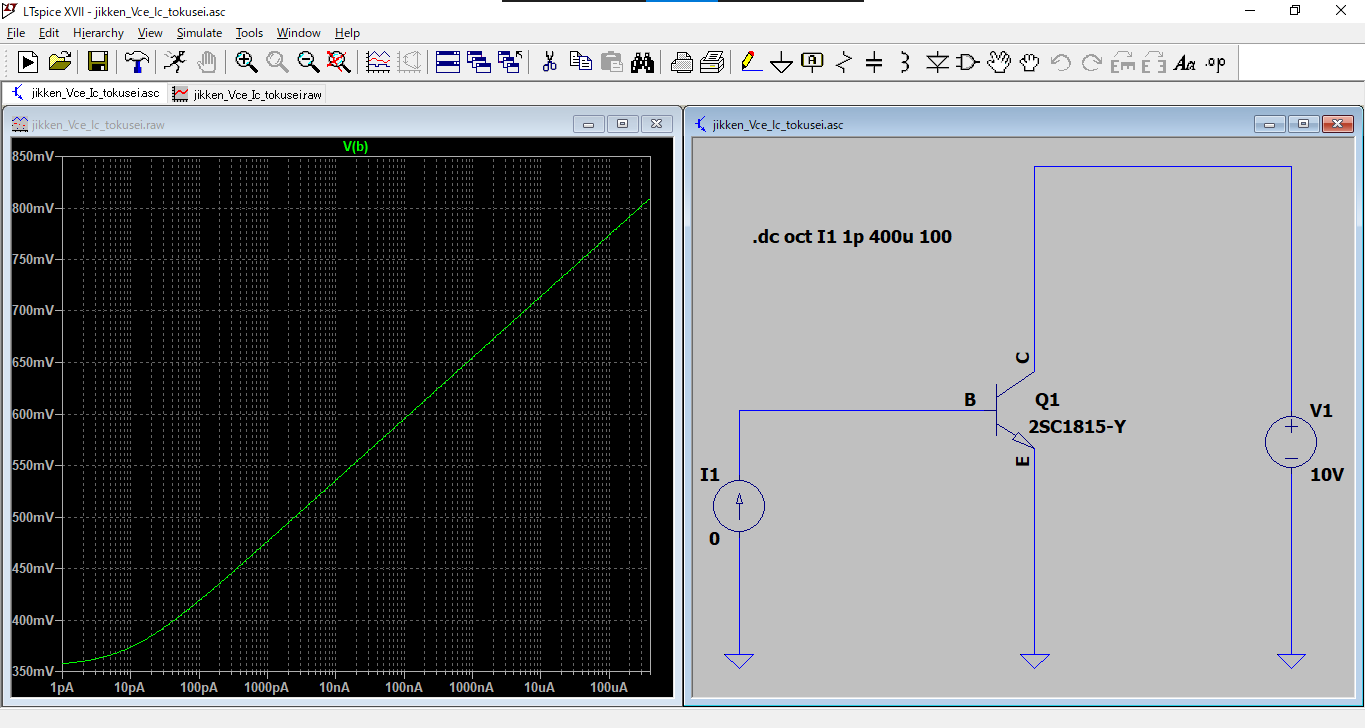 LTspice XVII - jikken_Vce_Ic_tokusei.asc
File Edit Hierarchy View Simulate Tools Window Help
A Aa .op
jikken_Vce_Ic_tokusei.asc jikken_Vce_Ic_tokusei.raw
jikken_Vce_Ic_tokusei.raw
V(b)
850mV
800mV
750mV
700mV
650mV
600mV
550mV
500mV
450mV
400mV
350mV
1pA 10pA 100pA 1000pA 10nA 100nA 1000nA 10uA 100uA
jikken_Vce_Ic_tokusei.asc
.dc oct I1 1p 400u 100
C
B
Q1
2SC1815-Y
E
I1
0
V1
10V